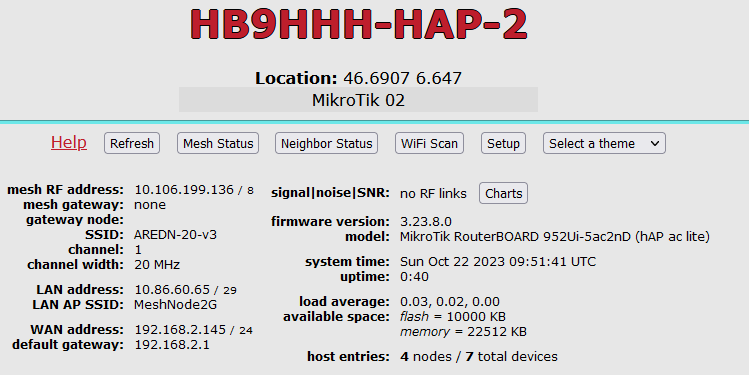 HB9HHH-HAP-2
Location: 46.6907 6.647
MikroTik 02
Help Refresh Mesh Status Neighbor Status WiFi Scan Setup Select a theme
mesh RF address: 10.106.199.136 / 8
mesh gateway: none
gateway node:
SSID: AREDN-20-v3
channel: 1
channel width: 20 MHz
LAN address: 10.86.60.65 / 29
LAN AP SSID: MeshNode2G
WAN address: 192.168.2.145 / 24
default gateway: 192.168.2.1
signal|noise|SNR: no RF links Charts
firmware version: 3.23.8.0
model: MikroTik RouterBOARD 952Ui-5ac2nD (hAP ac lite)
system time: Sun Oct 22 2023 09:51:41 UTC
uptime: 0:40
load average: 0.03, 0.02, 0.00
available space: flash = 10000 KB
memory = 22512 KB
host entries: 4 nodes / 7 total devices